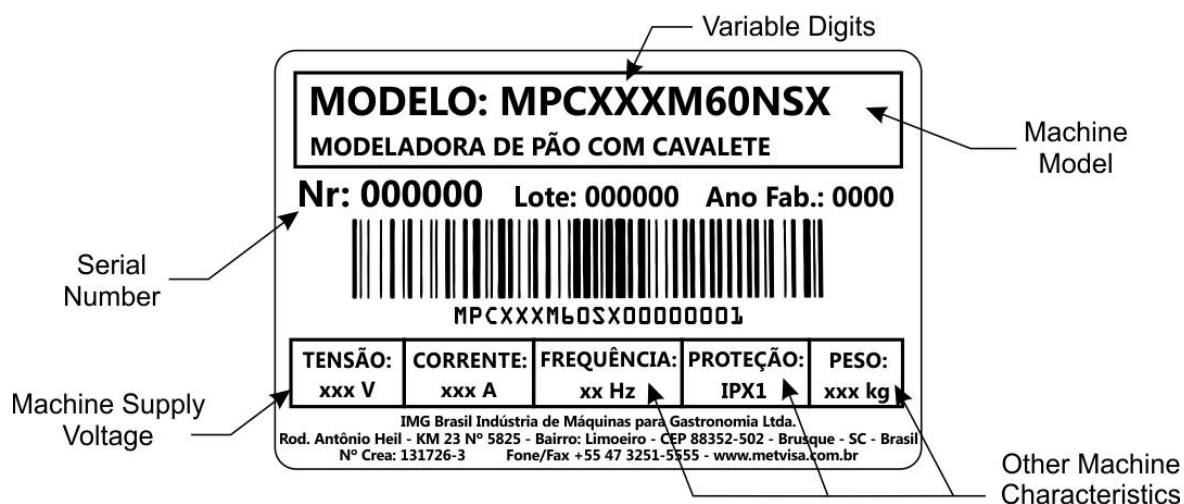 Variable Digits
MODELO: MPCXXXM60NSX
MODELADORA DE PÃO COM CAVALETE
Machine
Model
Nr: 000000 Lote: 000000 Ano Fab.: 0000
Serial
Number
MPCXXXM60SX00000001
TENSÃO: CORRENTE: FREQUÊNCIA: PROTEÇÃO: PESO:
xxx V xxx A xx Hz IPX1 xxx kg
Machine Supply
Voltage
IMG Brasil Indústria de Máquinas para Gastronomia Ltda.
Rod. Antônio Heil - KM 23 Nº 5825 - Bairro: Limoeiro - CEP 88352-502 - Brusque - SC - Brasil
Nº Crea: 131726-3 Fone/Fax +55 47 3251-5555 - www.metvisa.com.br
Other Machine
Characteristics